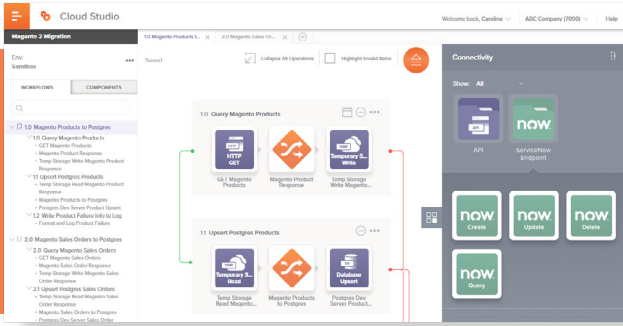 Cloud Studio
Welcome back, Caroline
ABC Company (7090)
Help
Magento 2 Migration
1.0 Magento Products t...
2.0 Magento Sales Or...
Env:
Sandbox
Saved
Collapse All Operations
Highlight Invalid Items
Connectivity
WORKFLOWS
COMPONENTS
Show: All
1.0 Magento Products to Postgres
1.0 Query Magento Products
GET Magento Products
Magento Product Response
Temp Storage Write Magento Product
Response
1.1 Upsert Postgres Products
Temp Storage Read Magento Product
Response
Magento Products to Postgres
Postgres Dev Server Product Upsert
1.2 Write Product Failure Info to Log
Format and Log Product Failure
2.0 Magento Sales Orders to Postgres
2.0 Query Magento Sales Orders
GET Magento Sales Orders
Magento Sales Order Response
Temp Storage Write Magento Sales
Order Response
2.1 Upsert Postgres Sales Orders
Temp Storage Read Magento Sales
Order Response
Magento Sales Orders to Postgres
Postgres Dev Server Sales Order
1.0 Query Magento Products
HTTP
HTTP
GET
TEMP
Temporary S...
Write
GET Magento
Products
Magento Product
Response
Temp Storage
Write Magento...
1.1 Upsert Postgres Products
TEMP
Temporary S...
Read
Database
Upsert
Temp Storage
Read Magento...
Magento Products
to Postgres
Postgres Dev
Server Product...
API
API
now
ServiceNow
Endpoint
now
Create
now
Update
now
Delete
now
Query